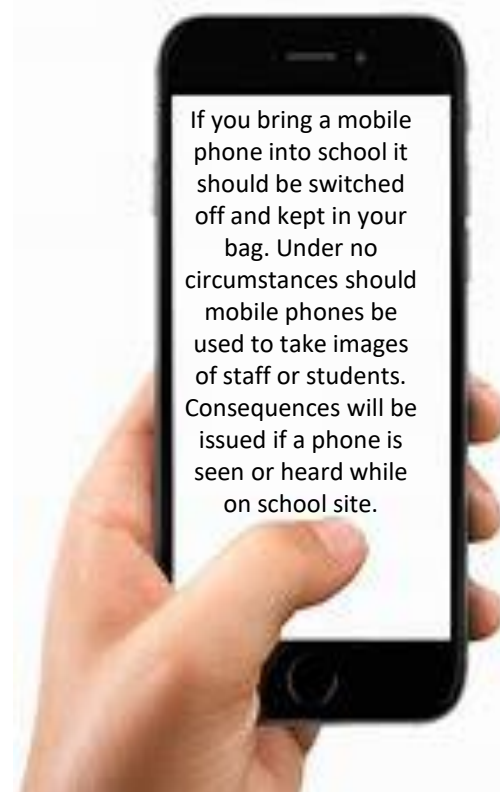 If you bring a mobile
phone into school it
should be switched
off and kept in your
bag. Under no
circumstances should
mobile phones be
used to take images
of staff or students.
Consequences will be
issued if a phone is
seen or heard while
on school site.